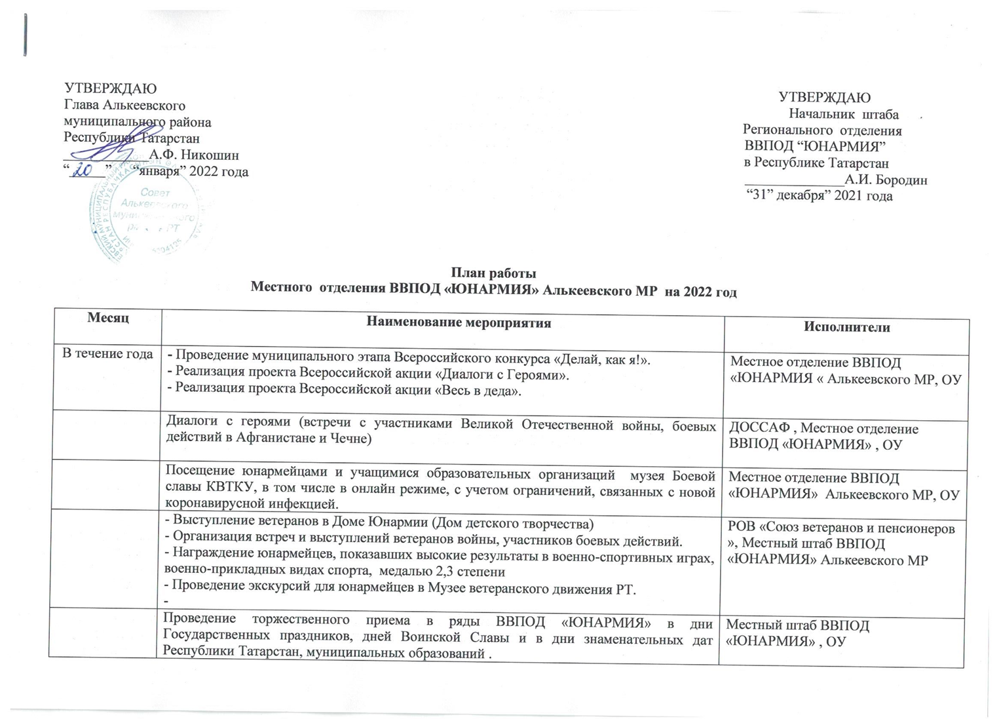 УТВЕРЖДАЮ
Глава Алькеевского
муниципального района
Республики Татарстан
____________А.Ф. Никошин
“ 20 ” “января” 2022 года
Совет
Алькеевского
муниципального
РТ
УТВЕРЖДАЮ
Начальник штаба
Регионального отделения
ВВПОД “ЮНАРМИЯ”
в Республике Татарстан
______________А.И. Бородин
“31” декабря” 2021 года
План работы
Местного отделения ВВПОД «ЮНАРМИЯ» Алькеевского МР на 2022 год
Месяц
Наименование мероприятия
Исполнители
В течение года
- Проведение муниципального этапа Всероссийского конкурса «Делай, как я!».
- Реализация проекта Всероссийской акции «Диалоги с Героями».
- Реализация проекта Всероссийской акции «Весь в деда».
Местное отделение ВВПОД
«ЮНАРМИЯ « Алькеевского МР, ОУ
Диалоги с героями (встречи с участниками Великой Отечественной войны, боевых
действий в Афганистане и Чечне)
ДОССАФ , Местное отделение
ВВПОД «ЮНАРМИЯ» , ОУ
Посещение юнармейцами и учащимися образовательных организаций музея Боевой
славы КВТКУ, в том числе в онлайн режиме, с учетом ограничений, связанных с новой
коронавирусной инфекцией.
Местное отделение ВВПОД
«ЮНАРМИЯ» Алькеевского МР, ОУ
- Выступление ветеранов в Доме Юнармии (Дом детского творчества)
- Организация встреч и выступлений ветеранов войны, участников боевых действий.
- Награждение юнармейцев, показавших высокие результаты в военно-спортивных играх,
военно-прикладных видах спорта, медалью 2,3 степени
- Проведение экскурсий для юнармейцев в Музее ветеранского движения РТ.
-
РОВ «Союз ветеранов и пенсионеров
», Местный штаб ВВПОД
«ЮНАРМИЯ» Алькеевского МР
Проведение торжественного приема в ряды ВВПОД «ЮНАРМИЯ» в дни
Государственных праздников, дней Воинской Славы и в дни знаменательных дат
Республики Татарстан, муниципальных образований .
Местный штаб ВВПОД
«ЮНАРМИЯ» , ОУ